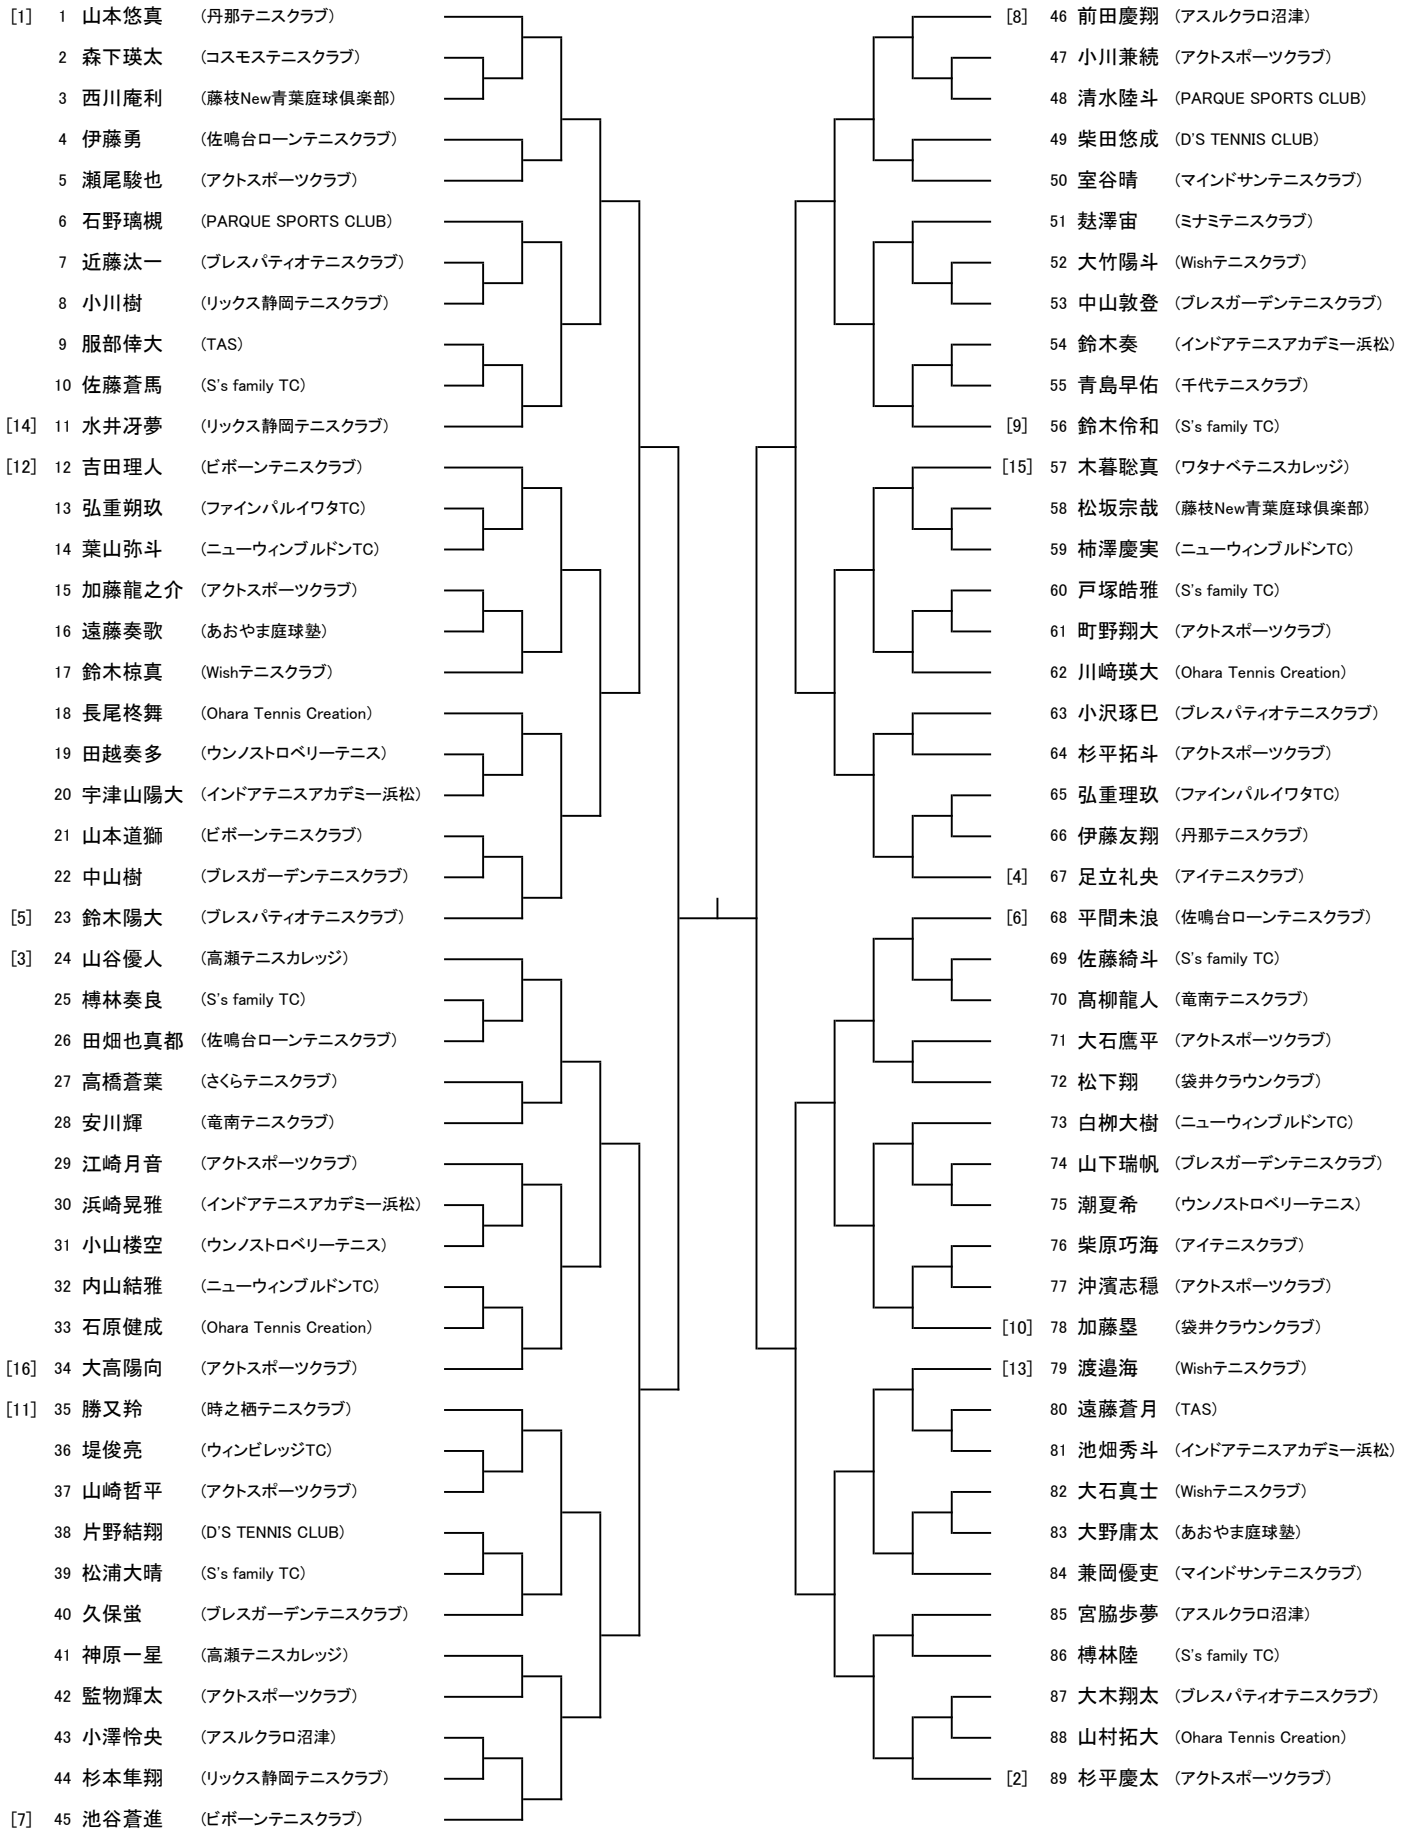 [1] 1 山本悠真 (丹那テニスクラブ)
2 森下瑛太 (コスモステニスクラブ)
3 西川庵利 (藤枝New青葉庭球倶楽部)
4 伊藤勇 (佐鳴台ローンテニスクラブ)
5 瀬尾駿也 (アクトスポーツクラブ)
6 石野璃槻 (PARQUE SPORTS CLUB)
7 近藤汰一 (ブレスパティオテニスクラブ)
8 小川樹 (リックス静岡テニスクラブ)
9 服部倖大 (TAS)
10 佐藤蒼馬 (S's family TC)
[14] 11 水井冴夢 (リックス静岡テニスクラブ)
[12] 12 吉田理人 (ビボーンテニスクラブ)
13 弘重朔玖 (ファインパルイワタTC)
14 葉山弥斗 (ニューウィンブルドンTC)
15 加藤龍之介 (アクトスポーツクラブ)
16 遠藤奏歌 (あおやま庭球塾)
17 鈴木椋真 (Wishテニスクラブ)
18 長尾柊舞 (Ohara Tennis Creation)
19 田越奏多 (ウンノストロベリーテニス)
20 宇津山陽大 (インドアテニスアカデミー浜松)
21 山本道獅 (ビボーンテニスクラブ)
22 中山樹 (ブレスガーデンテニスクラブ)
[5] 23 鈴木陽大 (ブレスパティオテニスクラブ)
[3] 24 山谷優人 (高瀬テニスカレッジ)
25 榑林奏良 (S's family TC)
26 田畑也真都 (佐鳴台ローンテニスクラブ)
27 高橋蒼葉 (さくらテニスクラブ)
28 安川輝 (竜南テニスクラブ)
29 江崎月音 (アクトスポーツクラブ)
30 浜崎晃雅 (インドアテニスアカデミー浜松)
31 小山楼空 (ウンノストロベリーテニス)
32 内山結雅 (ニューウィンブルドンTC)
33 石原健成 (Ohara Tennis Creation)
[16] 34 大高陽向 (アクトスポーツクラブ)
[11] 35 勝又羚 (時之栖テニスクラブ)
36 堤俊亮 (ウィンビレッジTC)
37 山崎哲平 (アクトスポーツクラブ)
38 片野結翔 (D'S TENNIS CLUB)
39 松浦大晴 (S's family TC)
40 久保蛍 (ブレスガーデンテニスクラブ)
41 神原一星 (高瀬テニスカレッジ)
42 監物輝太 (アクトスポーツクラブ)
43 小澤怜央 (アスルクラロ沼津)
44 杉本隼翔 (リックス静岡テニスクラブ)
[7] 45 池谷蒼進 (ビボーンテニスクラブ)
[8] 46 前田慶翔 (アスルクラロ沼津)
47 小川兼続 (アクトスポーツクラブ)
48 清水陸斗 (PARQUE SPORTS CLUB)
49 柴田悠成 (D'S TENNIS CLUB)
50 室谷晴 (マインドサンテニスクラブ)
51 麸澤宙 (ミナミテニスクラブ)
52 大竹陽斗 (Wishテニスクラブ)
53 中山敦登 (ブレスガーデンテニスクラブ)
54 鈴木奏 (インドアテニスアカデミー浜松)
55 青島早佑 (千代テニスクラブ)
[9] 56 鈴木伶和 (S's family TC)
[15] 57 木暮聡真 (ワタナベテニスカレッジ)
58 松坂宗哉 (藤枝New青葉庭球倶楽部)
59 柿澤慶実 (ニューウィンブルドンTC)
60 戸塚皓雅 (S's family TC)
61 町野翔大 (アクトスポーツクラブ)
62 川﨑瑛大 (Ohara Tennis Creation)
63 小沢琢巳 (ブレスパティオテニスクラブ)
64 杉平拓斗 (アクトスポーツクラブ)
65 弘重理玖 (ファインパルイワタTC)
66 伊藤友翔 (丹那テニスクラブ)
[4] 67 足立礼央 (アイテニスクラブ)
[6] 68 平間未浪 (佐鳴台ローンテニスクラブ)
69 佐藤綺斗 (S's family TC)
70 髙柳龍人 (竜南テニスクラブ)
71 大石鷹平 (アクトスポーツクラブ)
72 松下翔 (袋井クラウンクラブ)
73 白栁大樹 (ニューウィンブルドンTC)
74 山下瑞帆 (ブレスガーデンテニスクラブ)
75 潮夏希 (ウンノストロベリーテニス)
76 柴原巧海 (アイテニスクラブ)
77 沖濱志穏 (アクトスポーツクラブ)
[10] 78 加藤塁 (袋井クラウンクラブ)
[13] 79 渡邉海 (Wishテニスクラブ)
80 遠藤蒼月 (TAS)
81 池畑秀斗 (インドアテニスアカデミー浜松)
82 大石真士 (Wishテニスクラブ)
83 大野庸太 (あおやま庭球塾)
84 兼岡優吏 (マインドサンテニスクラブ)
85 宮脇歩夢 (アスルクラロ沼津)
86 榑林陸 (S's family TC)
87 大木翔太 (ブレスパティオテニスクラブ)
88 山村拓大 (Ohara Tennis Creation)
[2] 89 杉平慶太 (アクトスポーツクラブ)